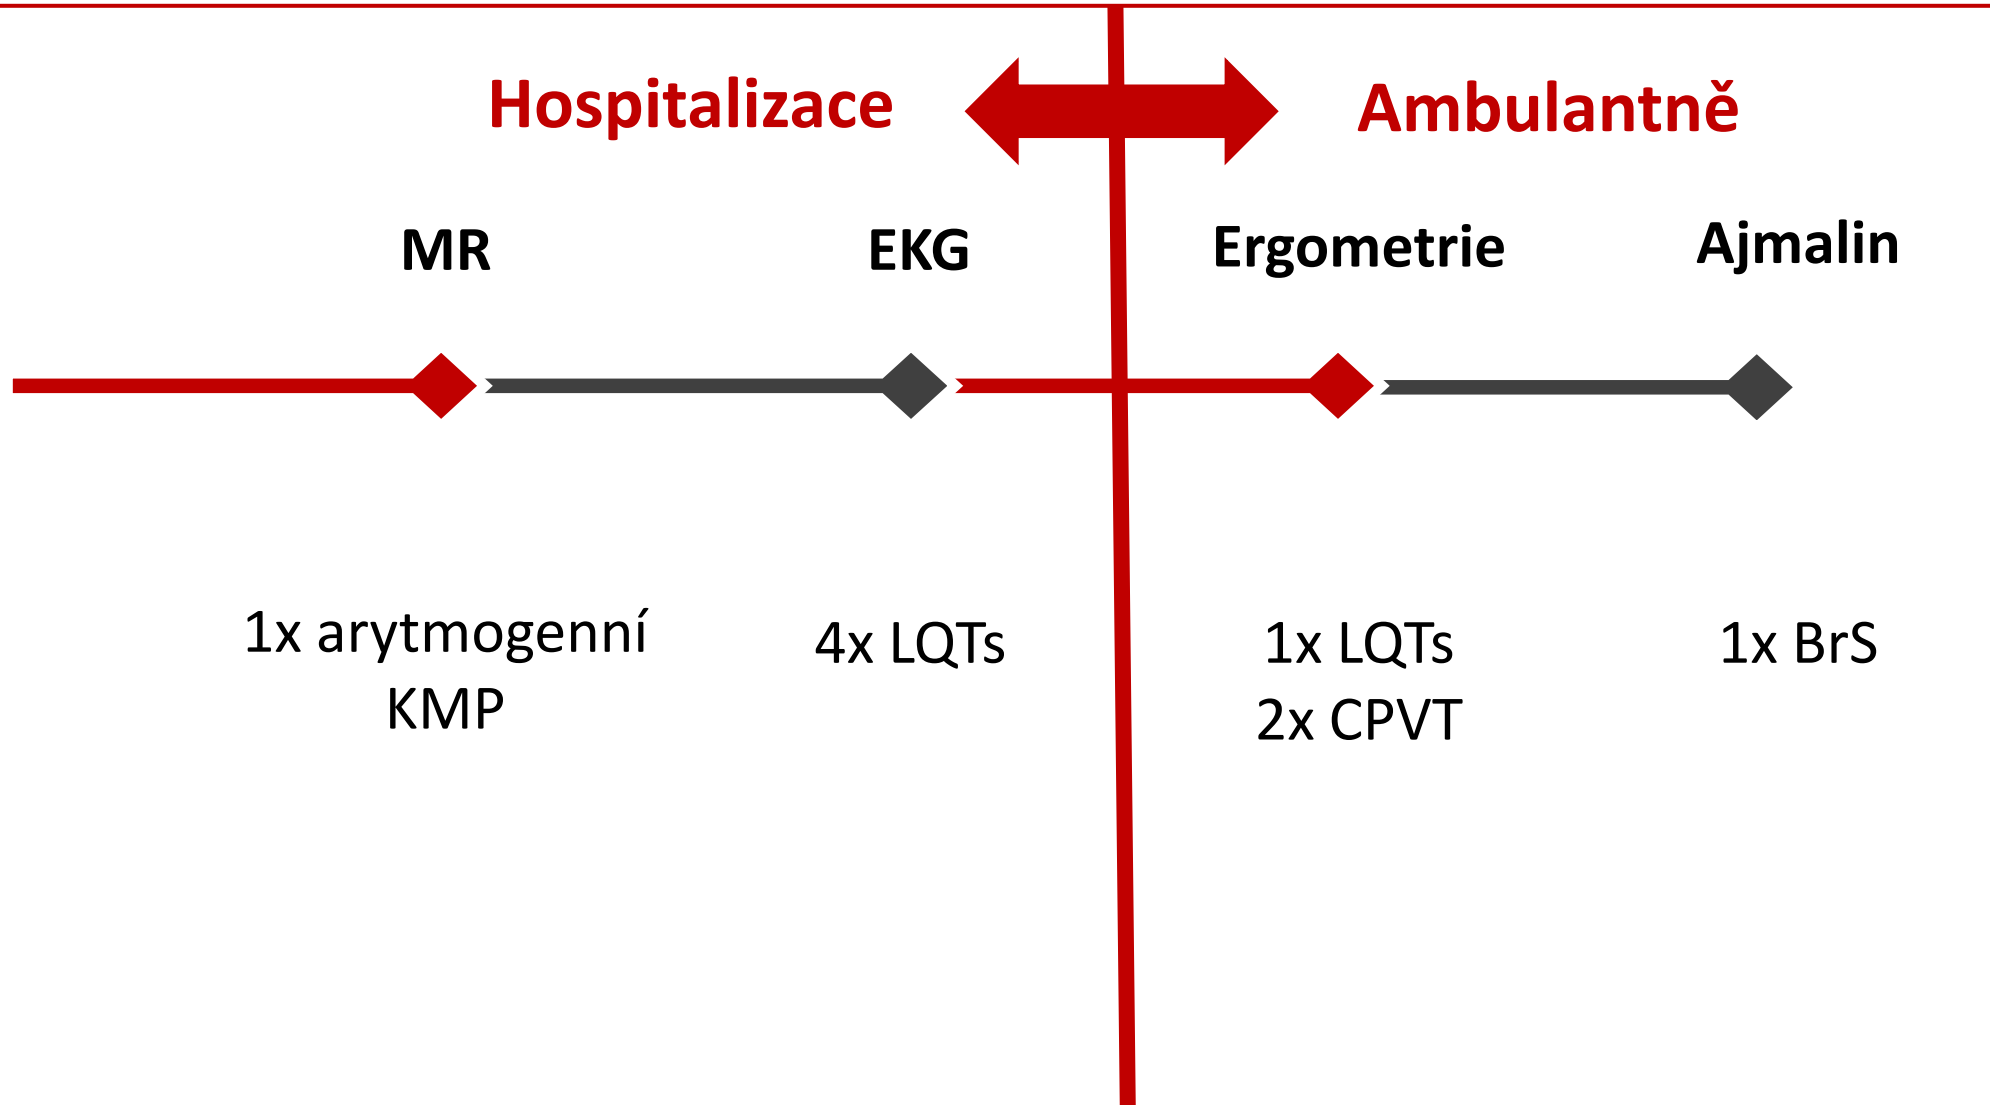 Hospitalizace
Ambulantně
MR
EKG
Ergometrie
Ajmalin
1x arytmogenní
KMP
4x LQTs
1x LQTs
2x CPVT
1x BrS